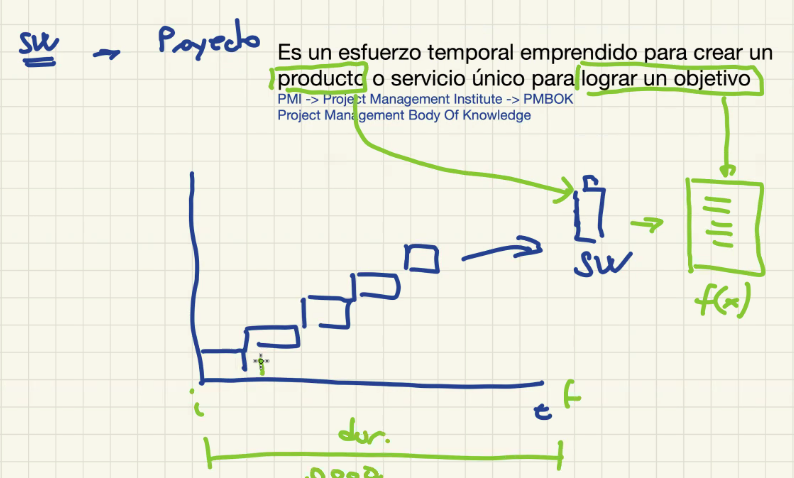 SW → Proyecto
Es un esfuerzo temporal emprendido para crear un
producto o servicio único para lograr un objetivo
PMI -> Project Management Institute -> PMBOK
Project Management Body Of Knowledge
SW
f(x)
i
t
f
dur.